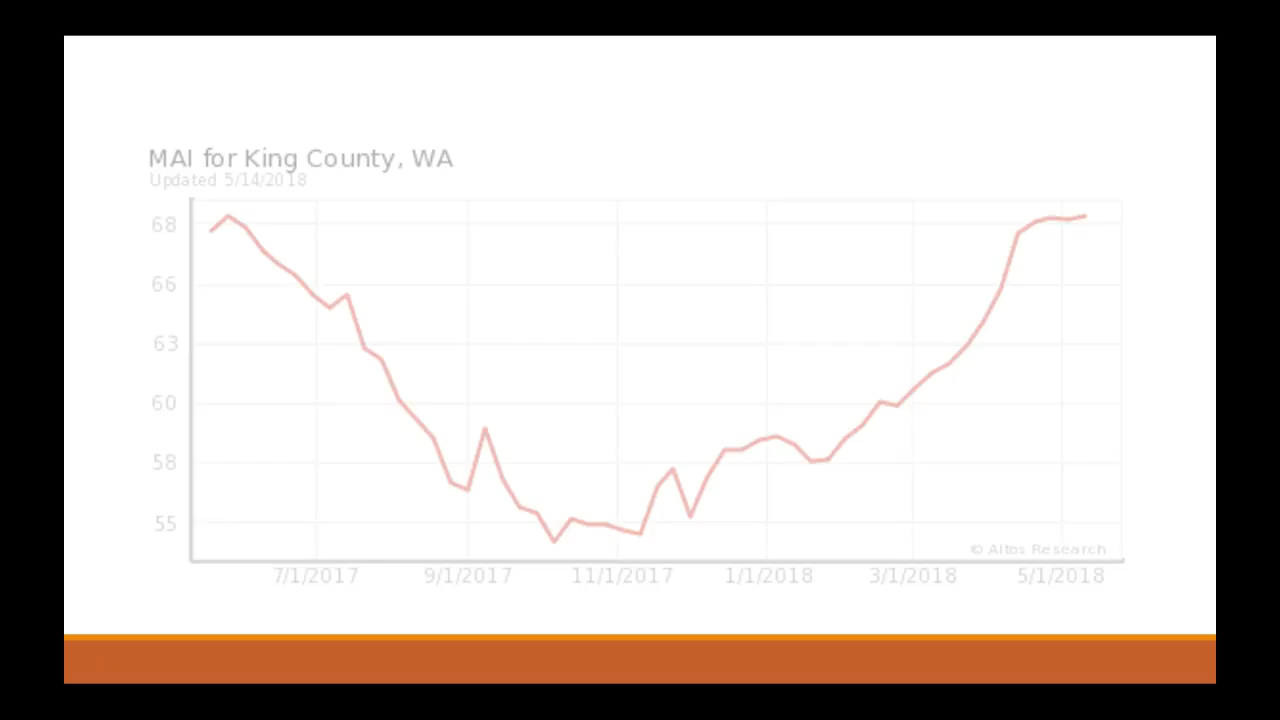 MAI for King County, WA
Updated 5/14/2018
68
66
63
60
58
55
© Altos Research
7/1/2017 9/1/2017 11/1/2017 1/1/2018 3/1/2018 5/1/2018